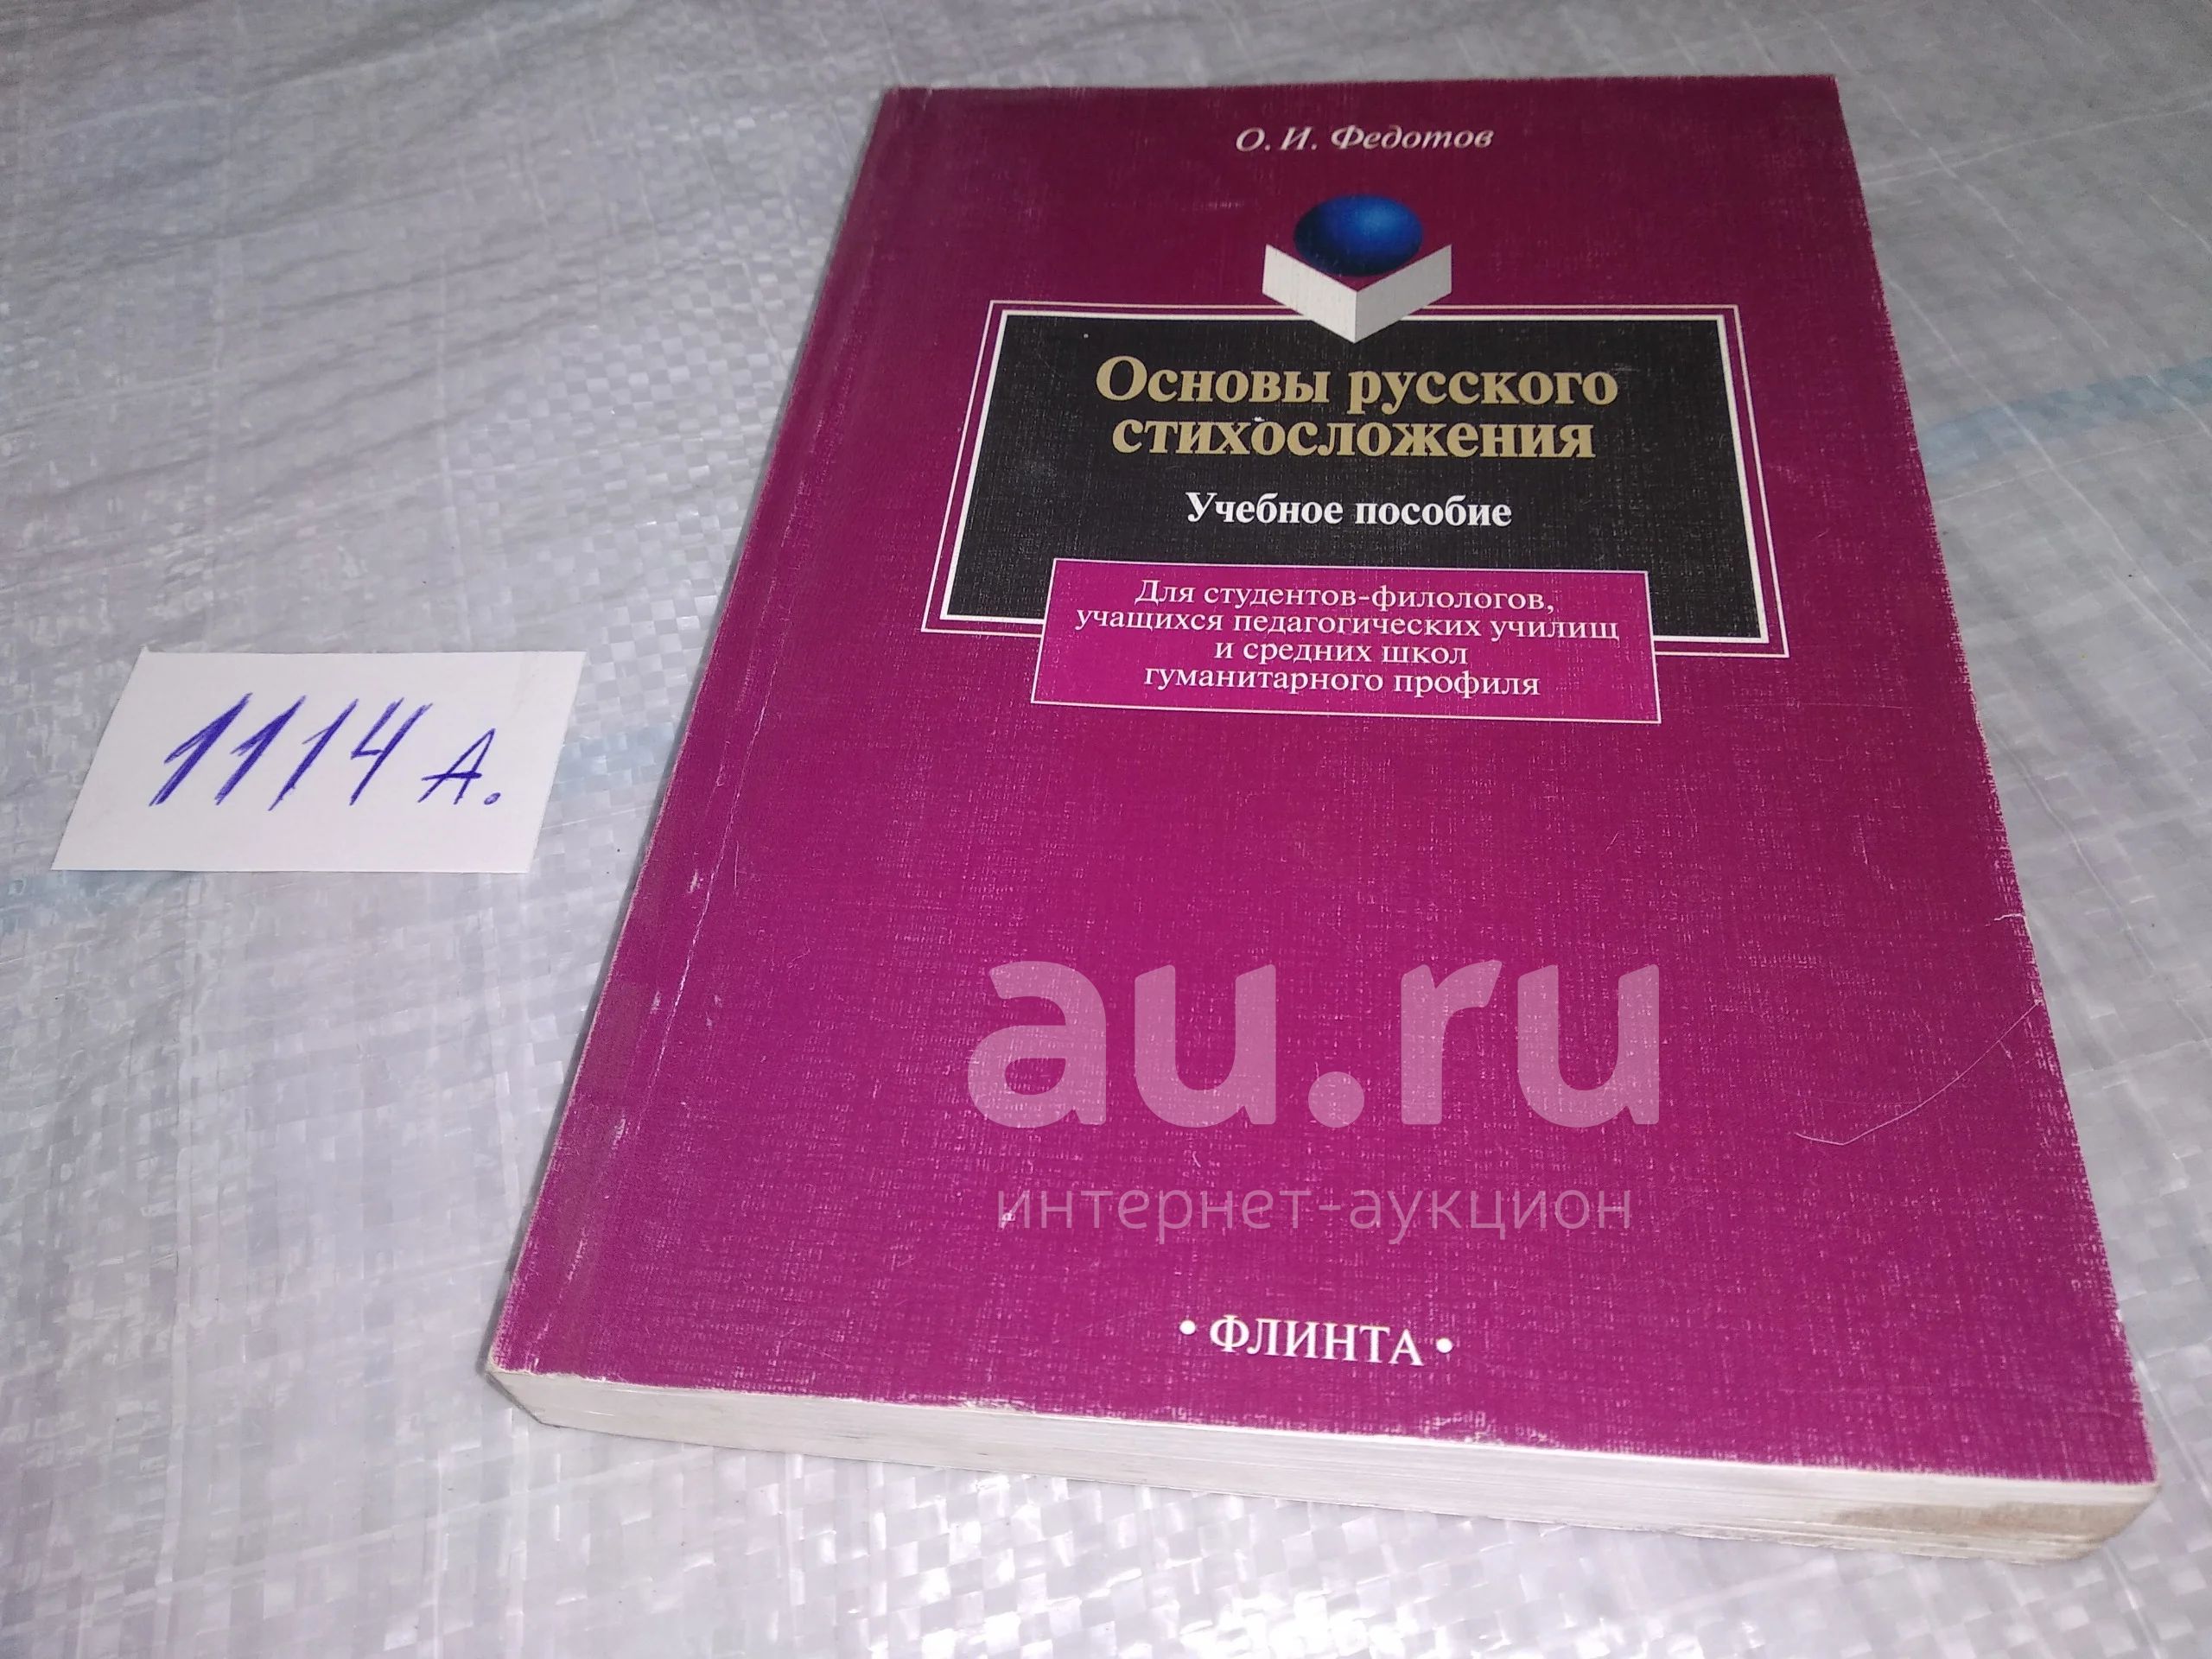 О. И. Федотов
Основы русского
стихосложения
Учебное пособие
Для студентов-филологов,
учащихся педагогических училищ
и средних школ
гуманитарного профиля
1114 А.
au.ru
интернет-аукцион
• ФЛИНТА •